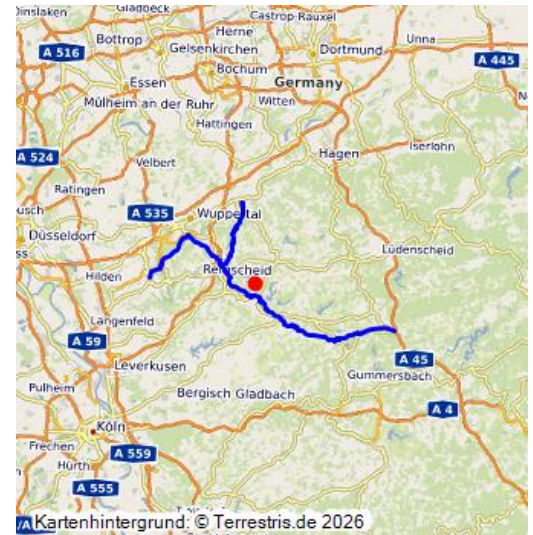 Dinslaken
Gladbeck
Castrop-Rauxel
Herne
Unna
Bottrop
A 516
Gelsenkirchen
Dortmund
A 445
Bochum
Essen
Germany
Mülheim an der Ruhr
Witten
Hattingen
Iserlohn
Hagen
A 524
Velbert
Ratingen
A 535
Wuppertal
Düsseldorf
Lüdenscheid
Hilden
Remscheid
Langenfeld
A 59
A 45
Leverkusen
Gummersbach
Pulheim
Bergisch Gladbach
A 4
Köln
Frechen
A 559
Hürth
A 555
Kartenhintergrund: © Terrestris.de 2026